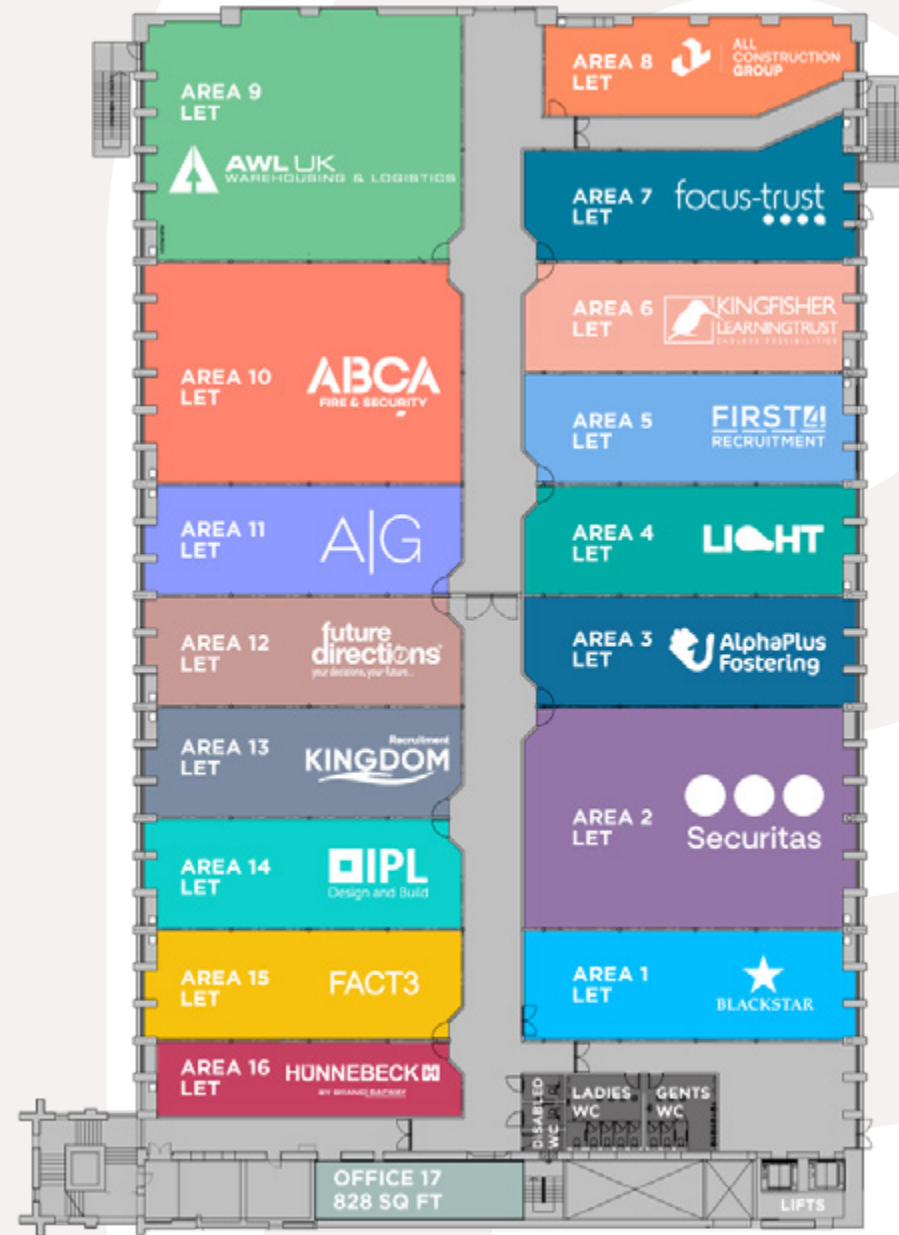 AREA 9
LET
AWL UK
WAREHOUSING & LOGISTICS
AREA 8
LET
ALL
CONSTRUCTION
GROUP
AREA 7
LET
focus-trust
AREA 6
LET
KINGFISHER
LEARNINGTRUST
ENDLESS POSSIBILITIES
AREA 10
LET
ABCA
FIRE & SECURITY
AREA 5
LET
FIRST4
RECRUITMENT
AREA 11
LET
A|G
AREA 4
LET
LIGHT
AREA 12
LET
future
directions
your decisions, your future...
AREA 3
LET
AlphaPlus
Fostering
AREA 13
LET
Recruitment
KINGDOM
AREA 2
LET
Securitas
AREA 14
LET
IPL
Design and Build
AREA 15
LET
FACT3
AREA 1
LET
BLACKSTAR
AREA 16
LET
HÜNNEBECK
BY BRAND SAFWAY
DISABLED
WC
LADIES
WC
GENTS
WC
OFFICE 17
828 SQ FT
LIFTS